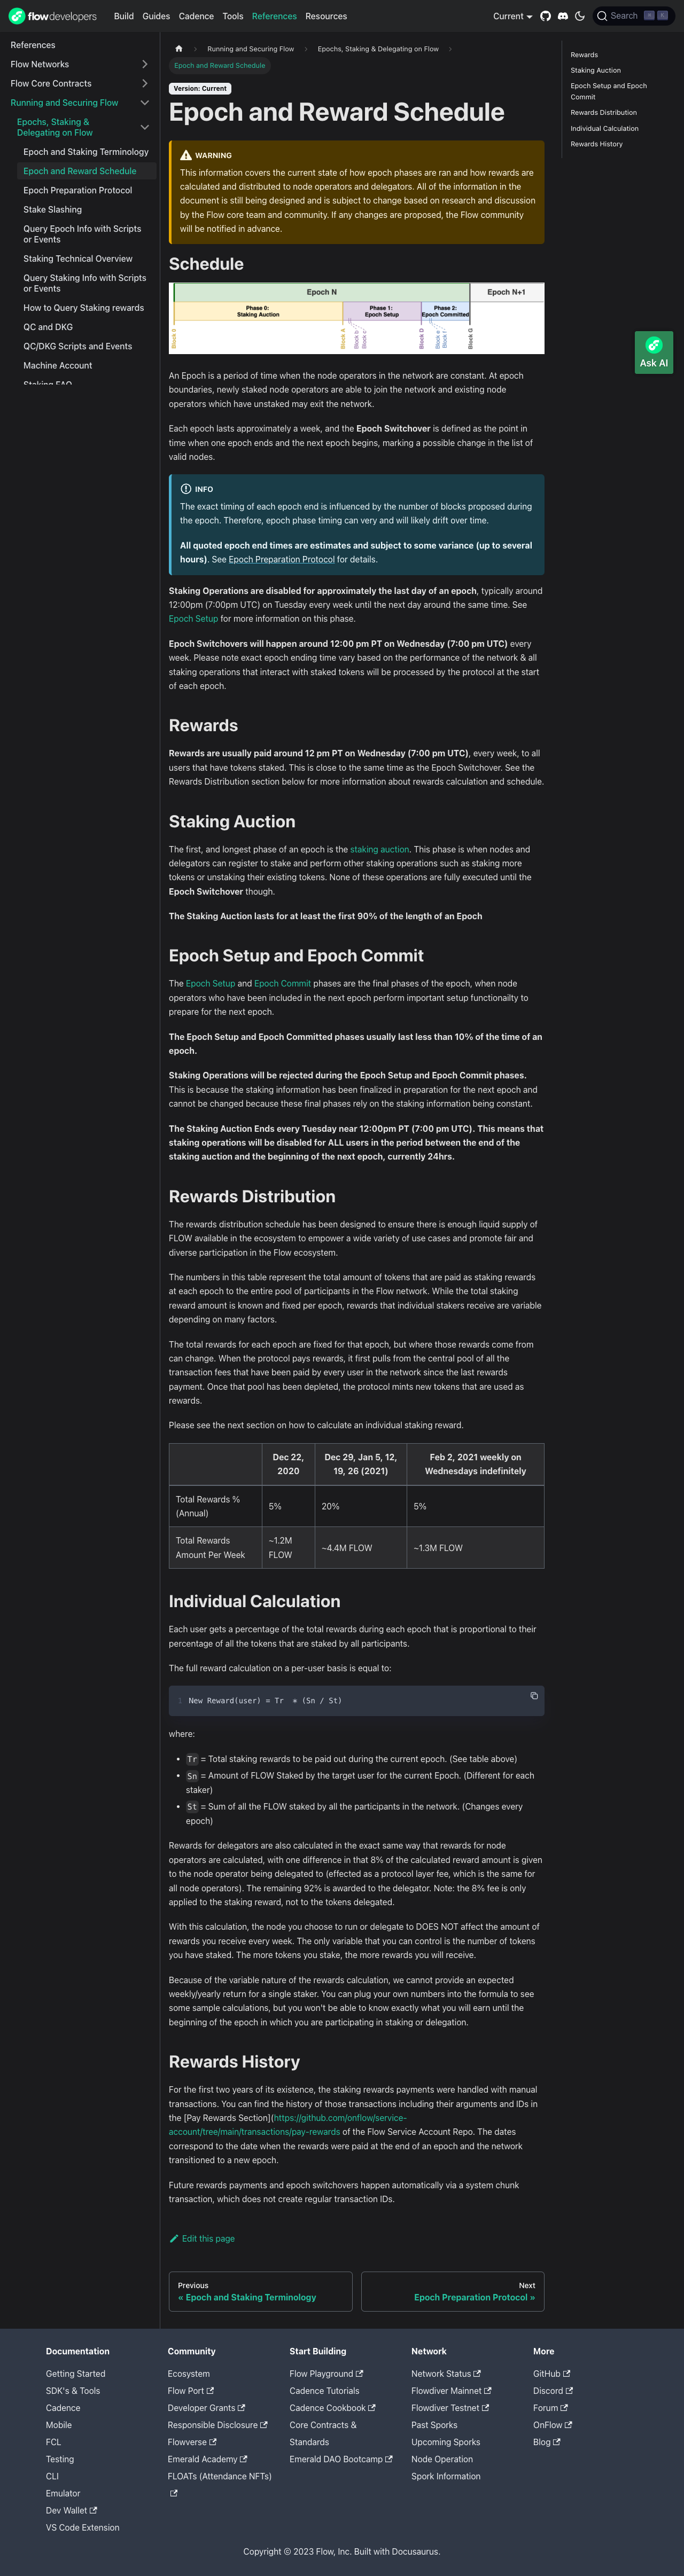 flowdevelopers
Build
Guides
Cadence
Tools
References
Resources
Current
Search
References
Flow Networks
Flow Core Contracts
Running and Securing Flow
Epochs, Staking &
Delegating on Flow
Epoch and Staking Terminology
Epoch and Reward Schedule
Epoch Preparation Protocol
Stake Slashing
Query Epoch Info with Scripts
or Events
Staking Technical Overview
Query Staking Info with Scripts
or Events
How to Query Staking rewards
QC and DKG
QC/DKG Scripts and Events
Machine Account
Staking FAQ
Running and Securing Flow
Epochs, Staking & Delegating on Flow
Epoch and Reward Schedule
Version: Current
Epoch and Reward Schedule
WARNING
This information covers the current state of how epoch phases are ran and how rewards are
calculated and distributed to node operators and delegators. All of the information in the
document is still being designed and is subject to change based on research and discussion
by the Flow core team and community. If any changes are proposed, the Flow community
will be notified in advance.
Schedule
Epoch N
Epoch N+1
Phase 0:
Staking Auction
Phase 1:
Epoch Setup
Phase 2:
Epoch Committed
Block 0
Block A
Block b
Block c
Block D
Block e
Block f
Block G
An Epoch is a period of time when the node operators in the network are constant. At epoch
boundaries, newly staked node operators are able to join the network and existing node
operators which have unstaked may exit the network.
Each epoch lasts approximately a week, and the Epoch Switchover is defined as the point in
time when one epoch ends and the next epoch begins, marking a possible change in the list of
valid nodes.
INFO
The exact timing of each epoch end is influenced by the number of blocks proposed during
the epoch. Therefore, epoch phase timing can very and will likely drift over time.
All quoted epoch end times are estimates and subject to some variance (up to several
hours). See Epoch Preparation Protocol for details.
Staking Operations are disabled for approximately the last day of an epoch, typically around
12:00pm (7:00pm UTC) on Tuesday every week until the next day around the same time. See
Epoch Setup for more information on this phase.
Epoch Switchovers will happen around 12:00 pm PT on Wednesday (7:00 pm UTC) every
week. Please note exact epoch ending time vary based on the performance of the network & all
staking operations that interact with staked tokens will be processed by the protocol at the start
of each epoch.
Rewards
Rewards are usually paid around 12 pm PT on Wednesday (7:00 pm UTC), every week, to all
users that have tokens staked. This is close to the same time as the Epoch Switchover. See the
Rewards Distribution section below for more information about rewards calculation and schedule.
Staking Auction
The first, and longest phase of an epoch is the staking auction. This phase is when nodes and
delegators can register to stake and perform other staking operations such as staking more
tokens or unstaking their existing tokens. None of these operations are fully executed until the
Epoch Switchover though.
The Staking Auction lasts for at least the first 90% of the length of an Epoch
Epoch Setup and Epoch Commit
The Epoch Setup and Epoch Commit phases are the final phases of the epoch, when node
operators who have been included in the next epoch perform important setup functionailty to
prepare for the next epoch.
The Epoch Setup and Epoch Committed phases usually last less than 10% of the time of an
epoch.
Staking Operations will be rejected during the Epoch Setup and Epoch Commit phases.
This is because the staking information has been finalized in preparation for the next epoch and
cannot be changed because these final phases rely on the staking information being constant.
The Staking Auction Ends every Tuesday near 12:00pm PT (7:00 pm UTC). This means that
staking operations will be disabled for ALL users in the period between the end of the
staking auction and the beginning of the next epoch, currently 24hrs.
Rewards Distribution
The rewards distribution schedule has been designed to ensure there is enough liquid supply of
FLOW available in the ecosystem to empower a wide variety of use cases and promote fair and
diverse participation in the Flow ecosystem.
The numbers in this table represent the total amount of tokens that are paid as staking rewards
at each epoch to the entire pool of participants in the Flow network. While the total staking
reward amount is known and fixed per epoch, rewards that individual stakers receive are variable
depending on many factors.
The total rewards for each epoch are fixed for that epoch, but where those rewards come from
can change. When the protocol pays rewards, it first pulls from the central pool of all the
transaction fees that have been paid by every user in the network since the last rewards
payment. Once that pool has been depleted, the protocol mints new tokens that are used as
rewards.
Please see the next section on how to calculate an individual staking reward.
Dec 22,
2020
Dec 29, Jan 5, 12,
19, 26 (2021)
Feb 2, 2021 weekly on
Wednesdays indefinitely
Total Rewards %
(Annual)
5%
20%
5%
Total Rewards
Amount Per Week
~1.2M
FLOW
~4.4M FLOW
~1.3M FLOW
Individual Calculation
Each user gets a percentage of the total rewards during each epoch that is proportional to their
percentage of all the tokens that are staked by all participants.
The full reward calculation on a per-user basis is equal to:
1 New Reward(user) = Tr * (Sn / St)
where:
Tr = Total staking rewards to be paid out during the current epoch. (See table above)
Sn = Amount of FLOW Staked by the target user for the current Epoch. (Different for each
staker)
St = Sum of all the FLOW staked by all the participants in the network. (Changes every
epoch)
Rewards for delegators are also calculated in the exact same way that rewards for node
operators are calculated, with one difference in that 8% of the calculated reward amount is given
to the node operator being delegated to (effected as a protocol layer fee, which is the same for
all node operators). The remaining 92% is awarded to the delegator. Note: the 8% fee is only
applied to the staking reward, not to the tokens delegated.
With this calculation, the node you choose to run or delegate to DOES NOT affect the amount of
rewards you receive every week. The only variable that you can control is the number of tokens
you have staked. The more tokens you stake, the more rewards you will receive.
Because of the variable nature of the rewards calculation, we cannot provide an expected
weekly/yearly return for a single staker. You can plug your own numbers into the formula to see
some sample calculations, but you won't be able to know exactly what you will earn until the
beginning of the epoch in which you are participating in staking or delegation.
Rewards History
For the first two years of its existence, the staking rewards payments were handled with manual
transactions. You can find the history of those transactions including their arguments and IDs in
the [Pay Rewards Section](https://github.com/onflow/service-
account/tree/main/transactions/pay-rewards of the Flow Service Account Repo. The dates
correspond to the date when the rewards were paid at the end of an epoch and the network
transitioned to a new epoch.
Future rewards payments and epoch switchovers happen automatically via a system chunk
transaction, which does not create regular transaction IDs.
Edit this page
Previous
« Epoch and Staking Terminology
Next
Epoch Preparation Protocol »
Rewards
Staking Auction
Epoch Setup and Epoch
Commit
Rewards Distribution
Individual Calculation
Rewards History
Ask AI
Documentation
Getting Started
SDK's & Tools
Cadence
Mobile
FCL
Testing
CLI
Emulator
Dev Wallet
VS Code Extension
Community
Ecosystem
Flow Port
Developer Grants
Responsible Disclosure
Flowverse
Emerald Academy
FLOATs (Attendance NFTs)
Start Building
Flow Playground
Cadence Tutorials
Cadence Cookbook
Core Contracts &
Standards
Emerald DAO Bootcamp
Network
Network Status
Flowdiver Mainnet
Flowdiver Testnet
Past Sporks
Upcoming Sporks
Node Operation
Spork Information
More
GitHub
Discord
Forum
OnFlow
Blog
Copyright © 2023 Flow, Inc. Built with Docusaurus.